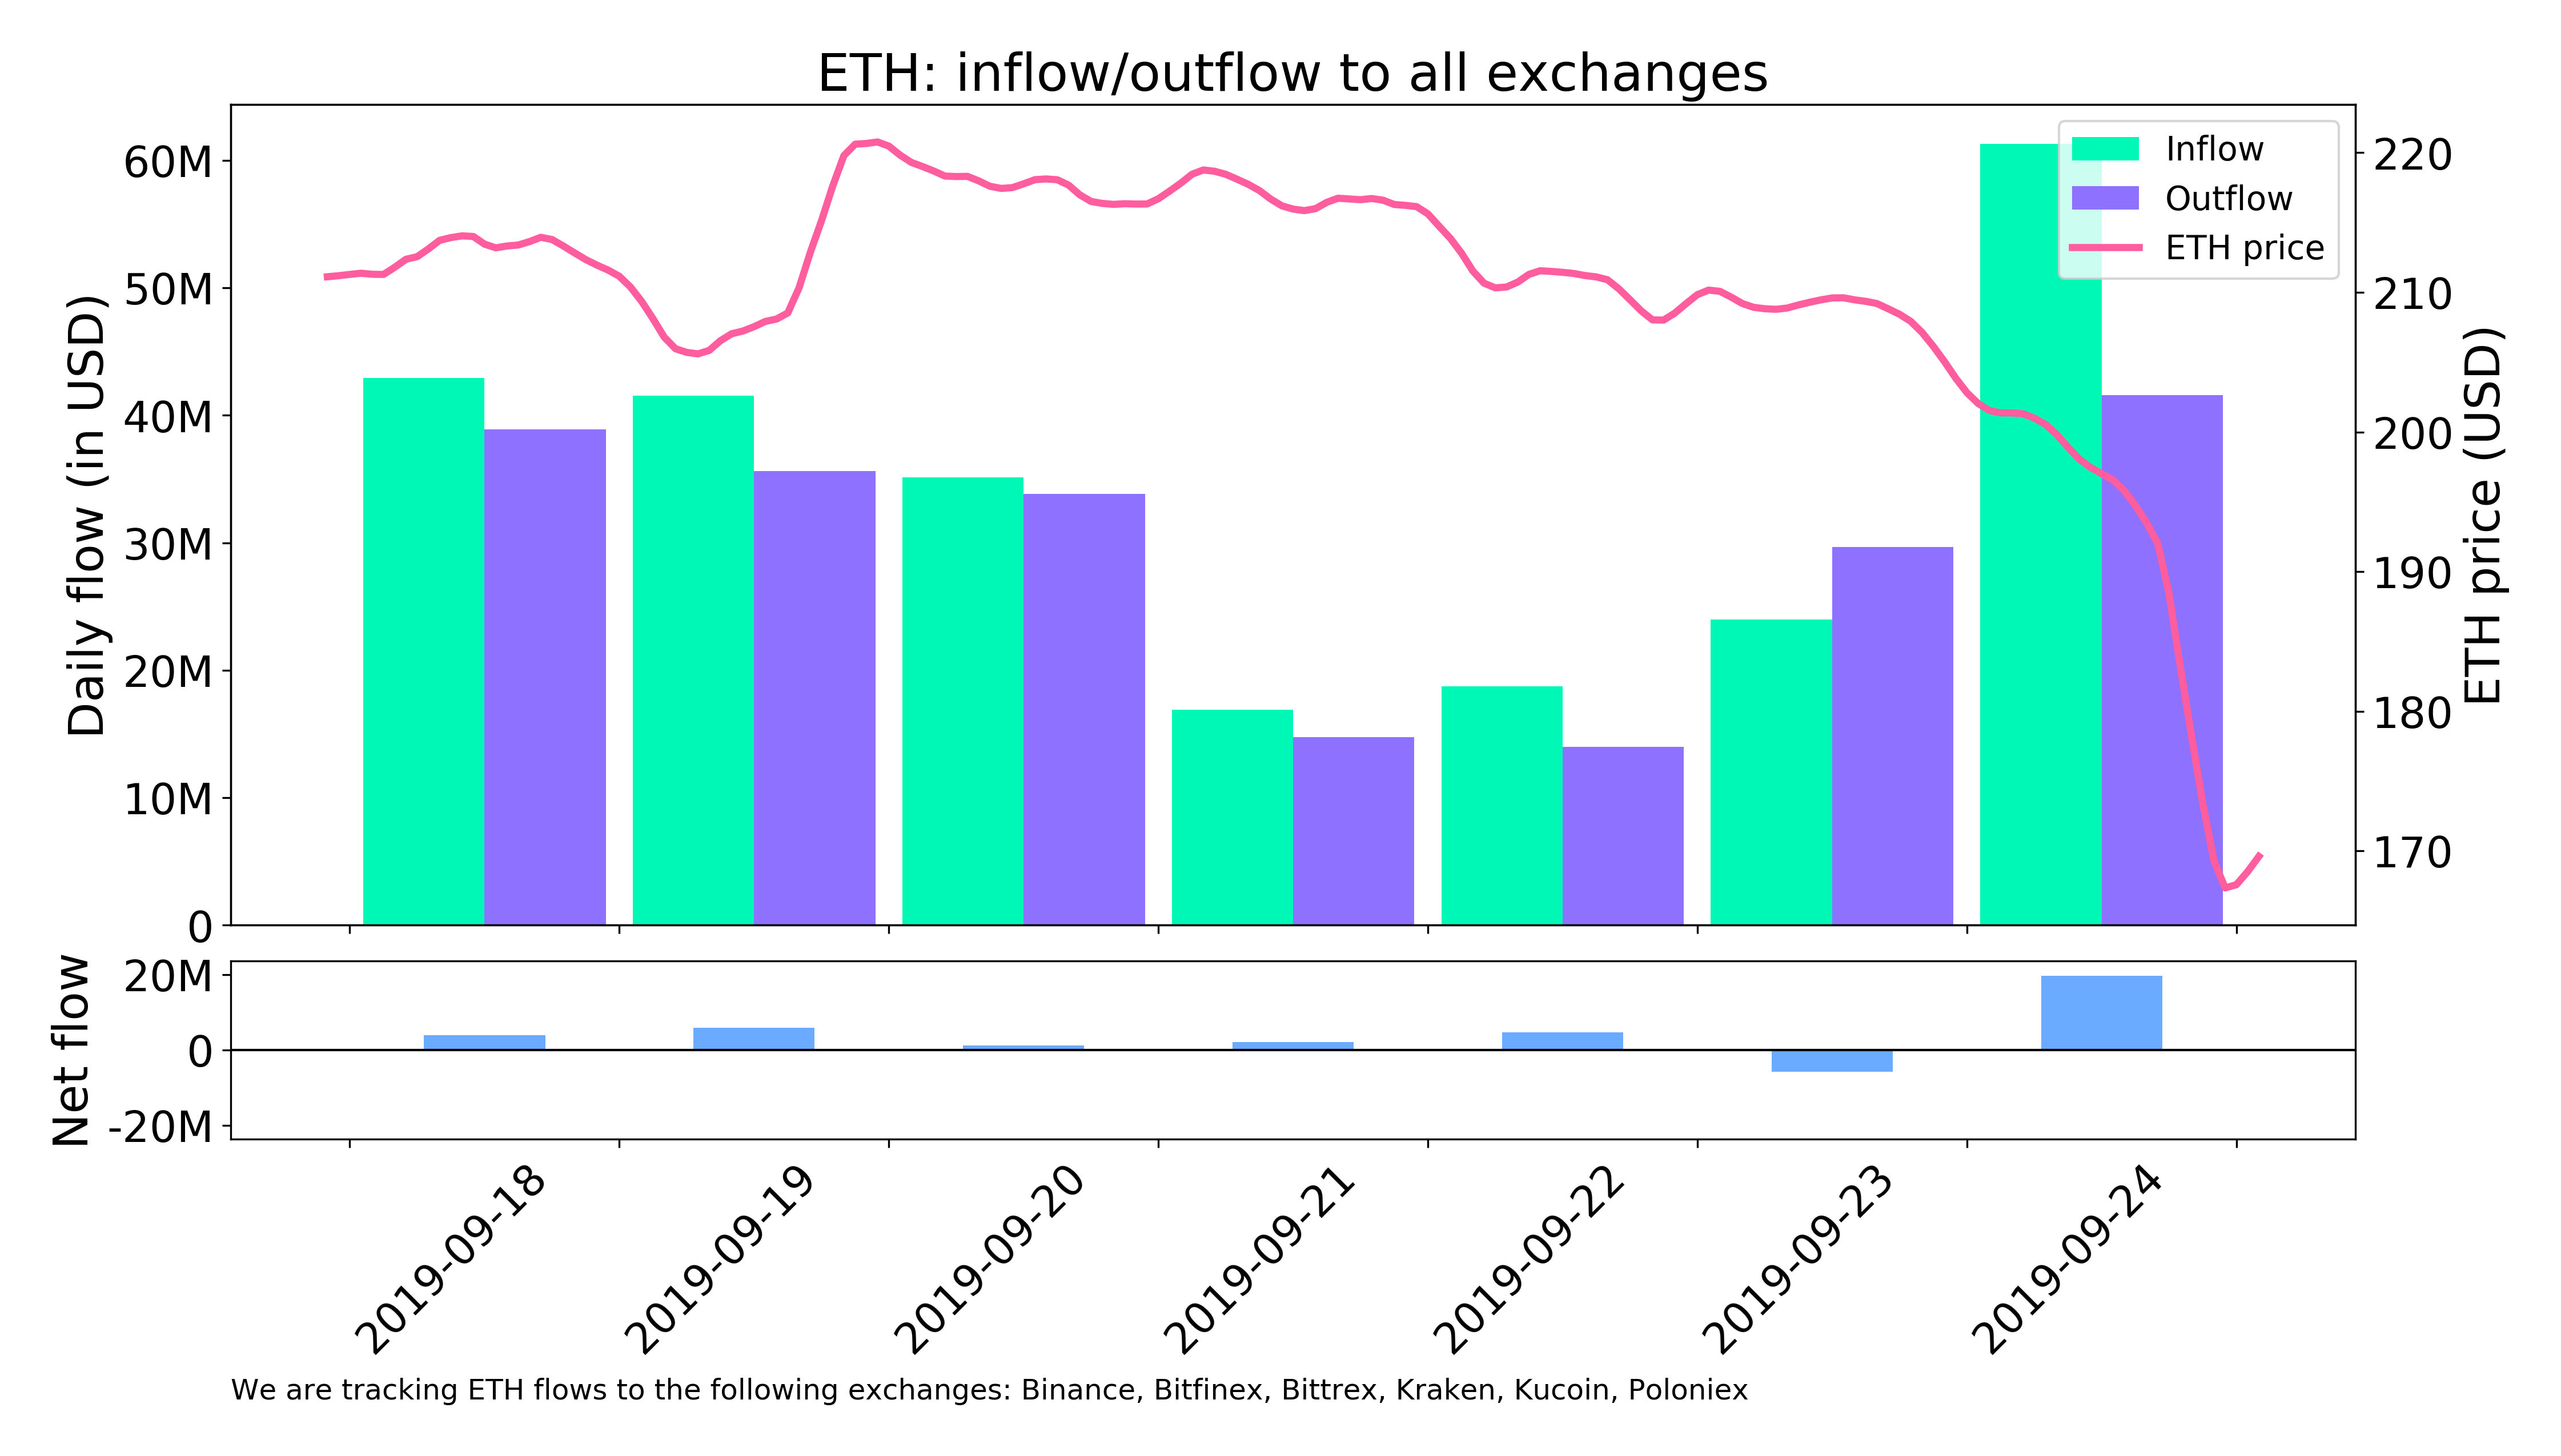 ETH: inflow/outflow to all exchanges
Inflow
Outflow
ETH price
Daily flow (in USD)
60M
50M
40M
30M
20M
10M
0
ETH price (USD)
220
210
200
190
180
170
Net flow
20M
0
-20M
2019-09-18
2019-09-19
2019-09-20
2019-09-21
2019-09-22
2019-09-23
2019-09-24
We are tracking ETH flows to the following exchanges: Binance, Bitfinex, Bittrex, Kraken, Kucoin, Poloniex